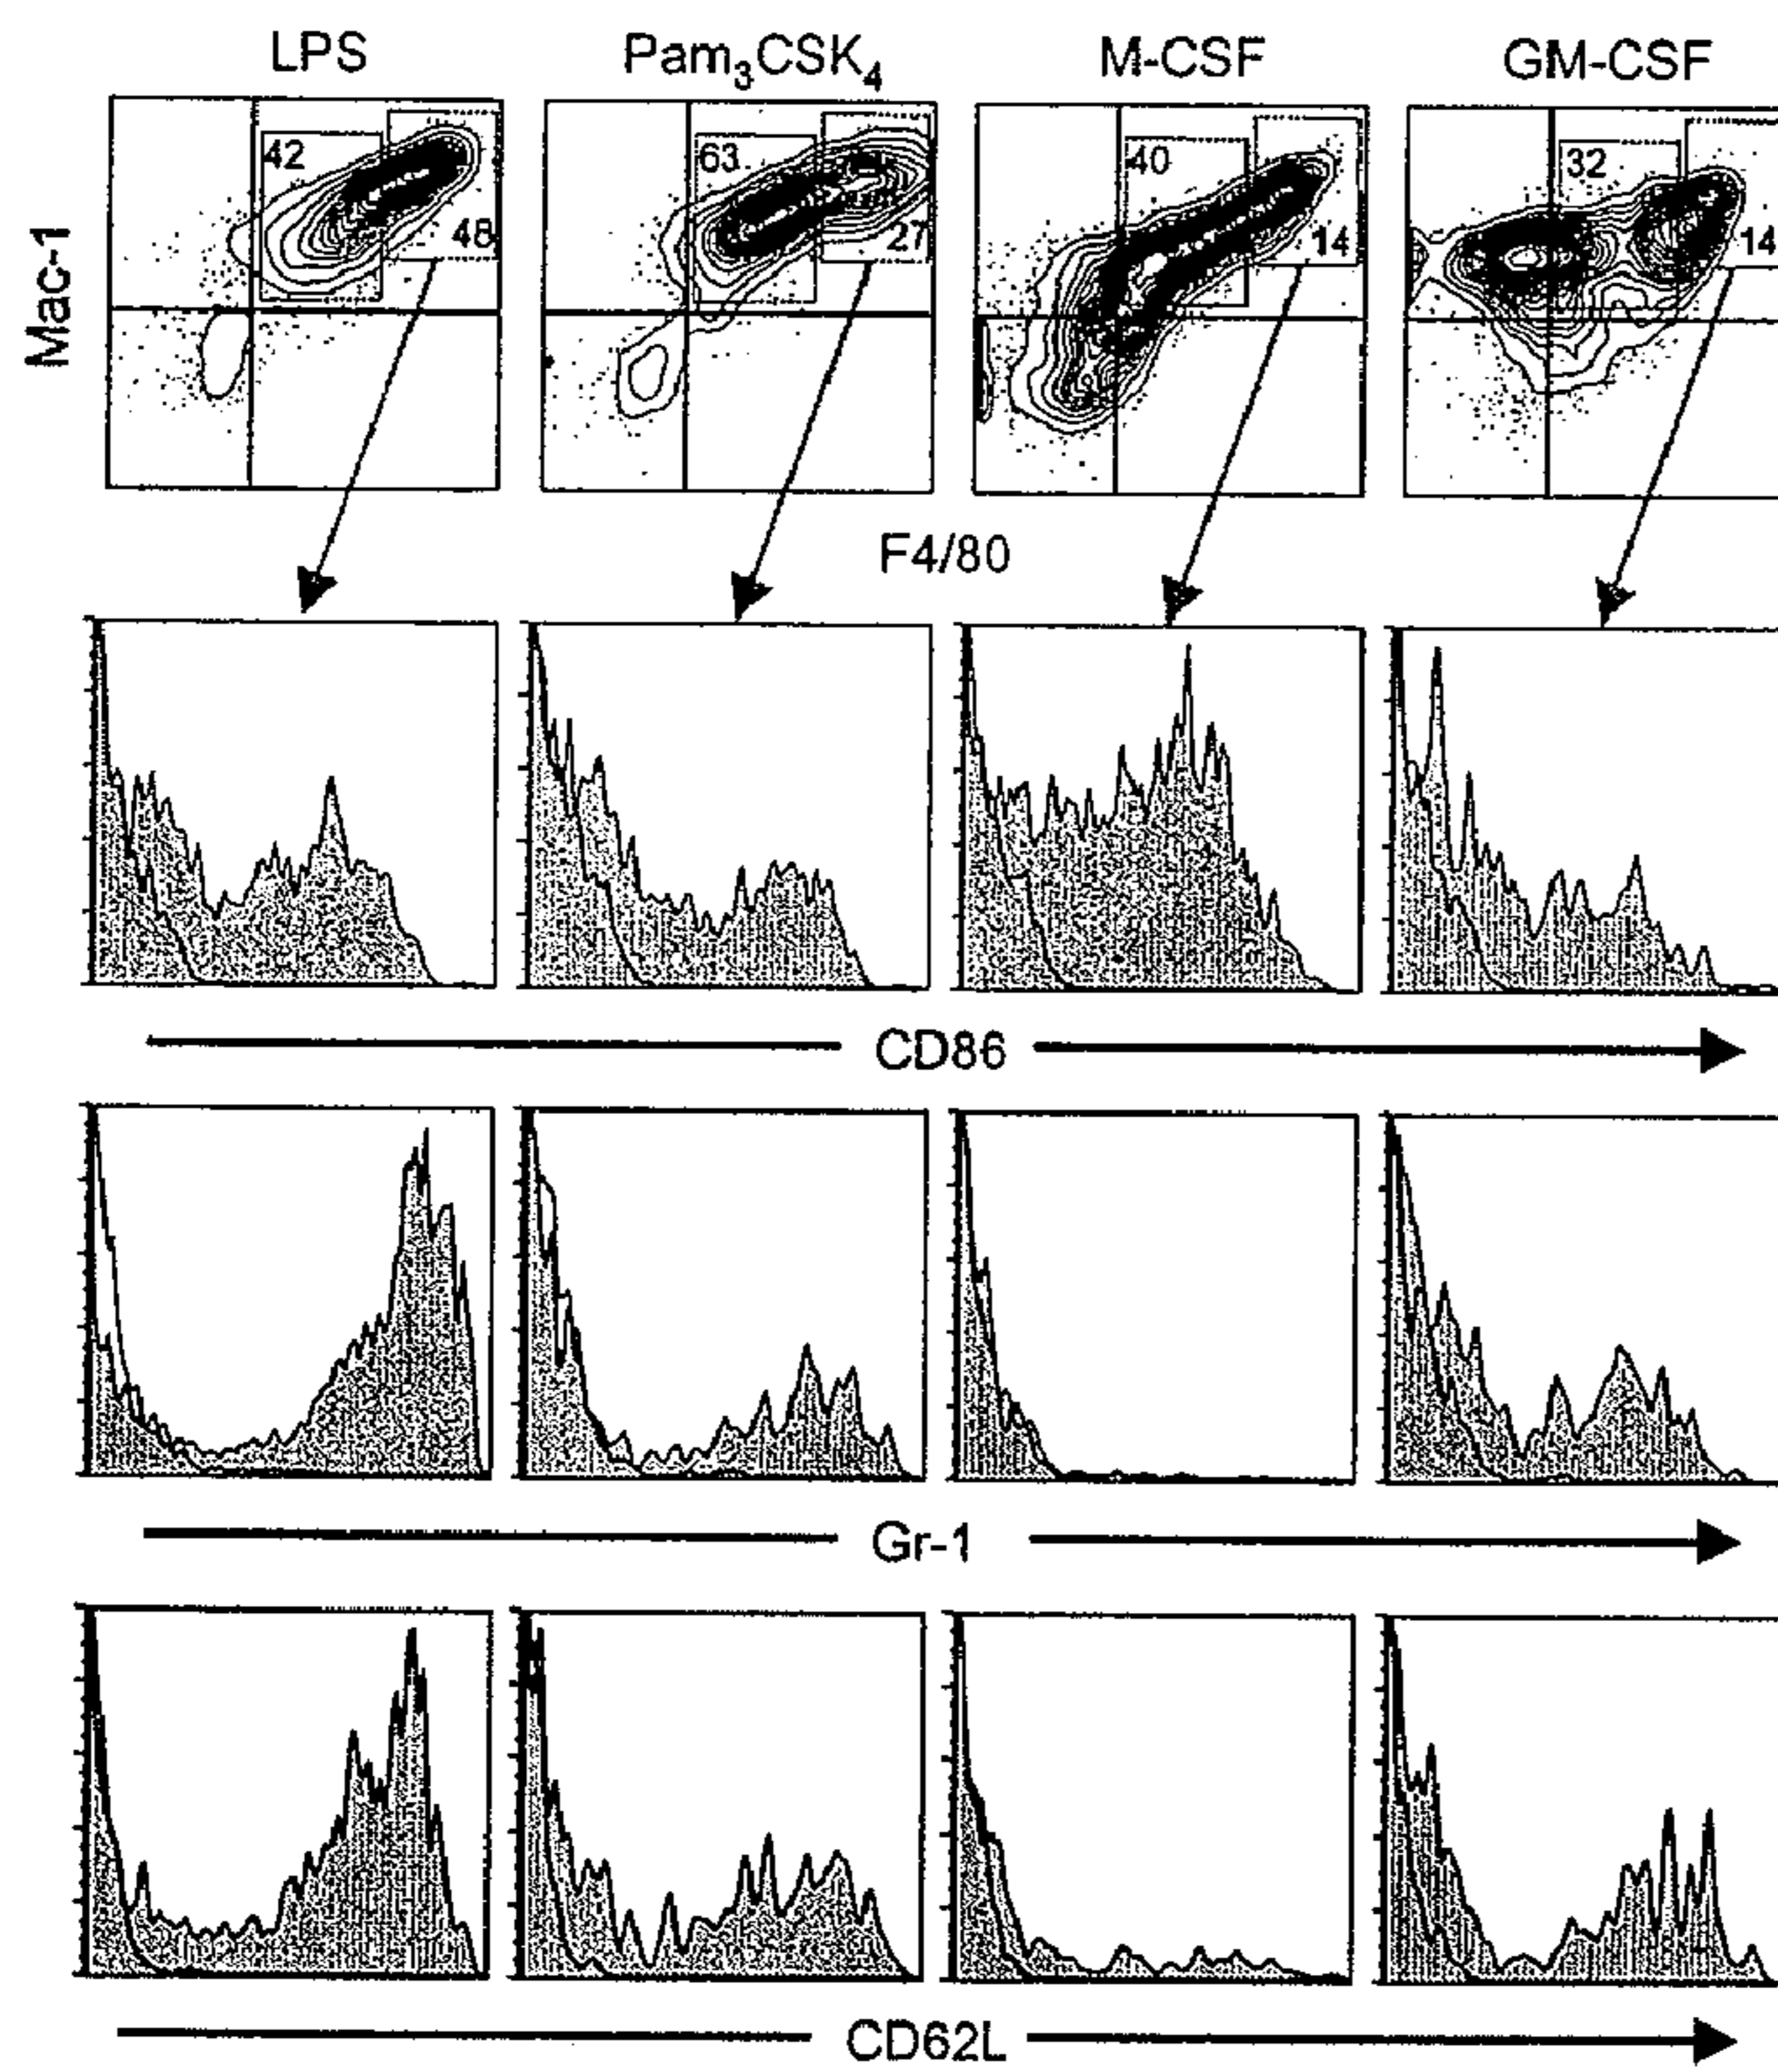 LPS Pam₃CSK₄ M-CSF GM-CSF
Mac-1
42 63 40 32
48 27 14 14
F4/80
CD86
Gr-1
CD62L